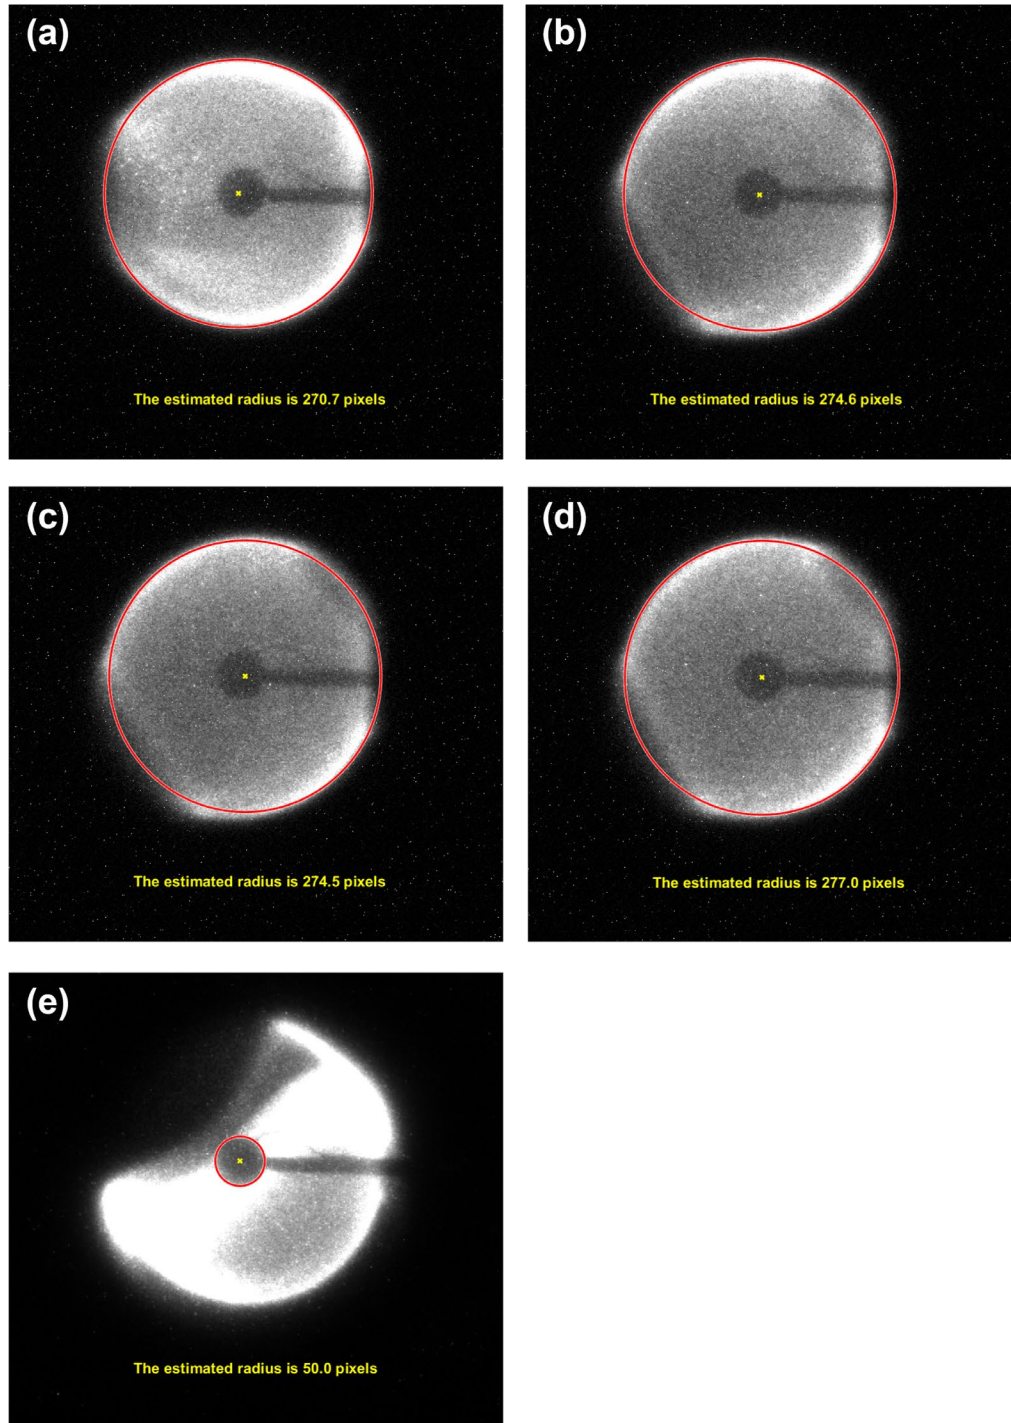 (a)
(b)
The estimated radius is 270.7 pixels
The estimated radius is 274.6 pixels
(c)
(d)
The estimated radius is 274.5 pixels
The estimated radius is 277.0 pixels
(e)
The estimated radius is 50.0 pixels